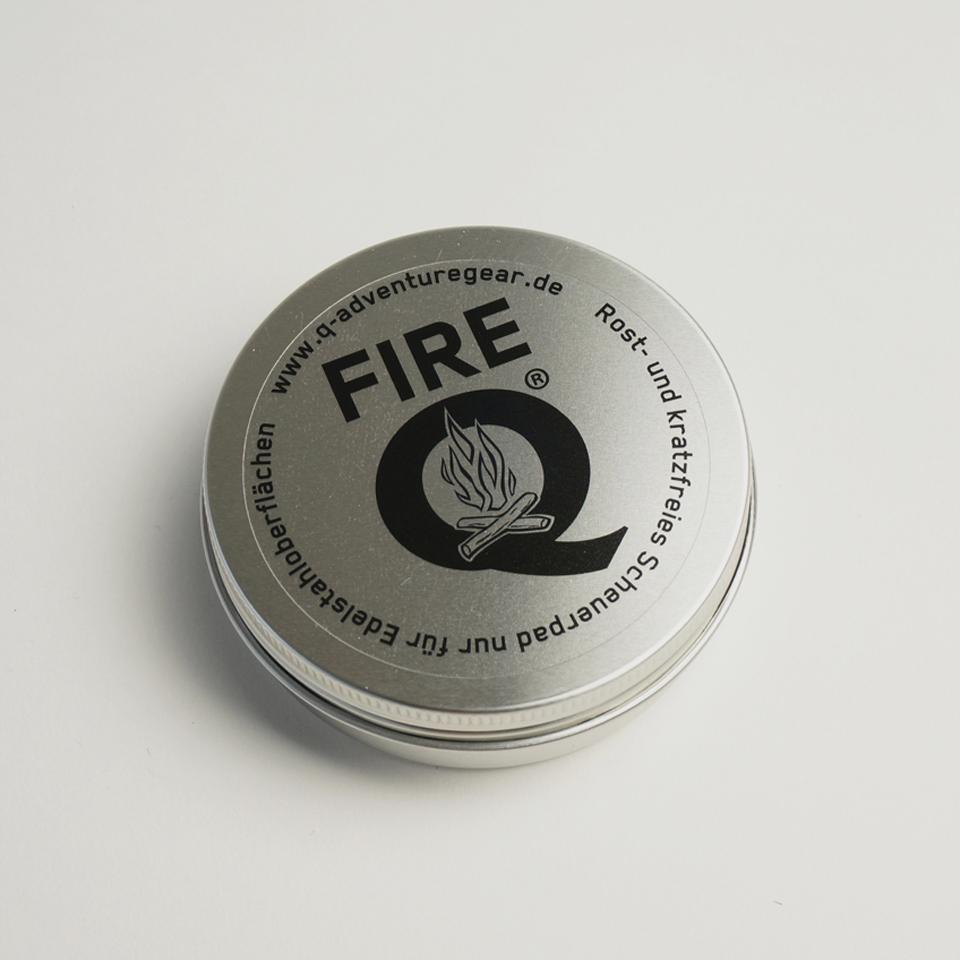 www.q-adventuregear.de
FIRE
Q®
Rost- und kratzfreies Scheuerpad nur für Edelstahloberflächen